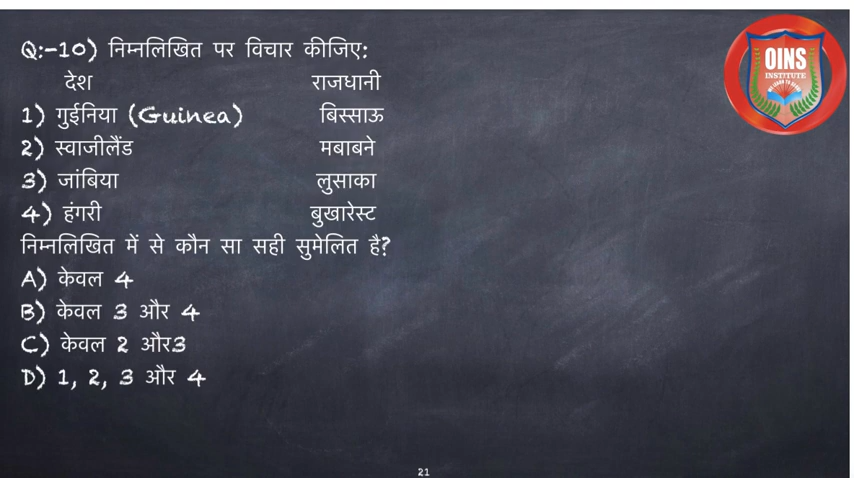 Q:-10) निम्नलिखित पर विचार कीजिए:
देश राजधानी
1) गुईनिया (Guinea) बिस्साऊ
2) स्वाजीलैंड मबाबने
3) जांबिया लुसाका
4) हंगरी बुखारेस्ट
निम्नलिखित में से कौन सा सही सुमेलित है?
A) केवल 4
B) केवल 3 और 4
C) केवल 2 और3
D) 1, 2, 3 और 4
OINS
INSTITUTE
21